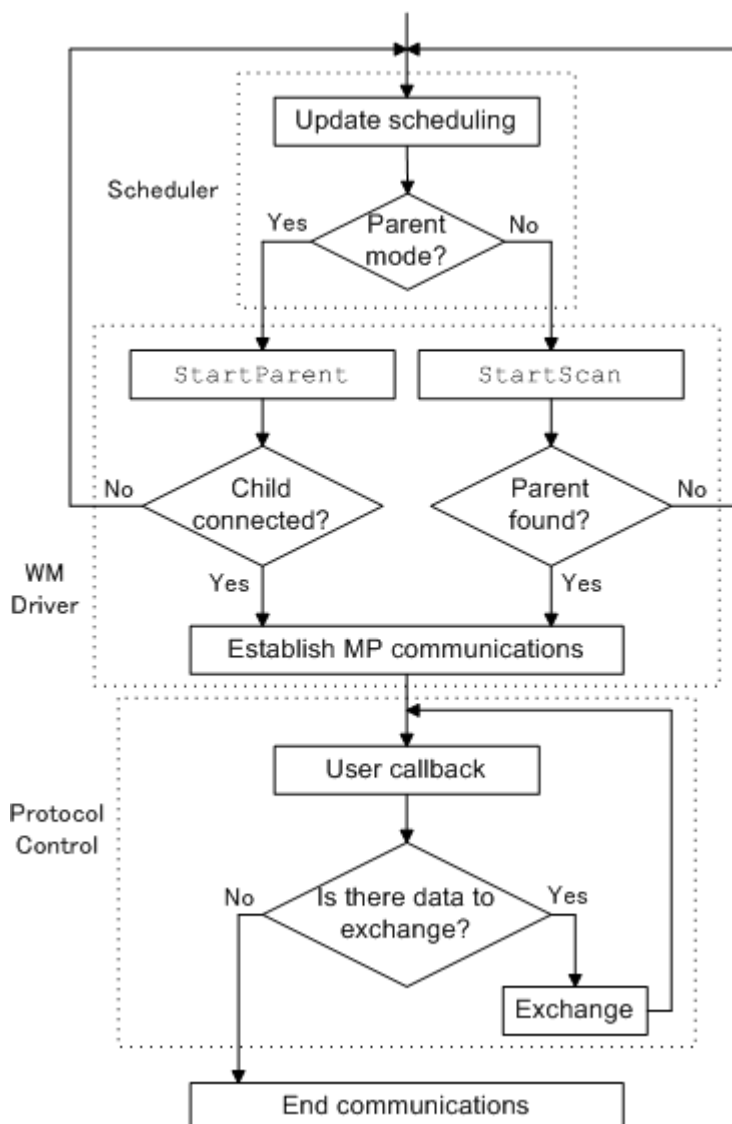 Update scheduling
Scheduler
Yes
Parent
mode?
No
StartParent
StartScan
No
Child
connected?
Parent
found?
No
Yes
Yes
WM
Driver
Establish MP communications
User callback
Protocol
Control
No
Is there data to
exchange?
Yes
Exchange
End communications